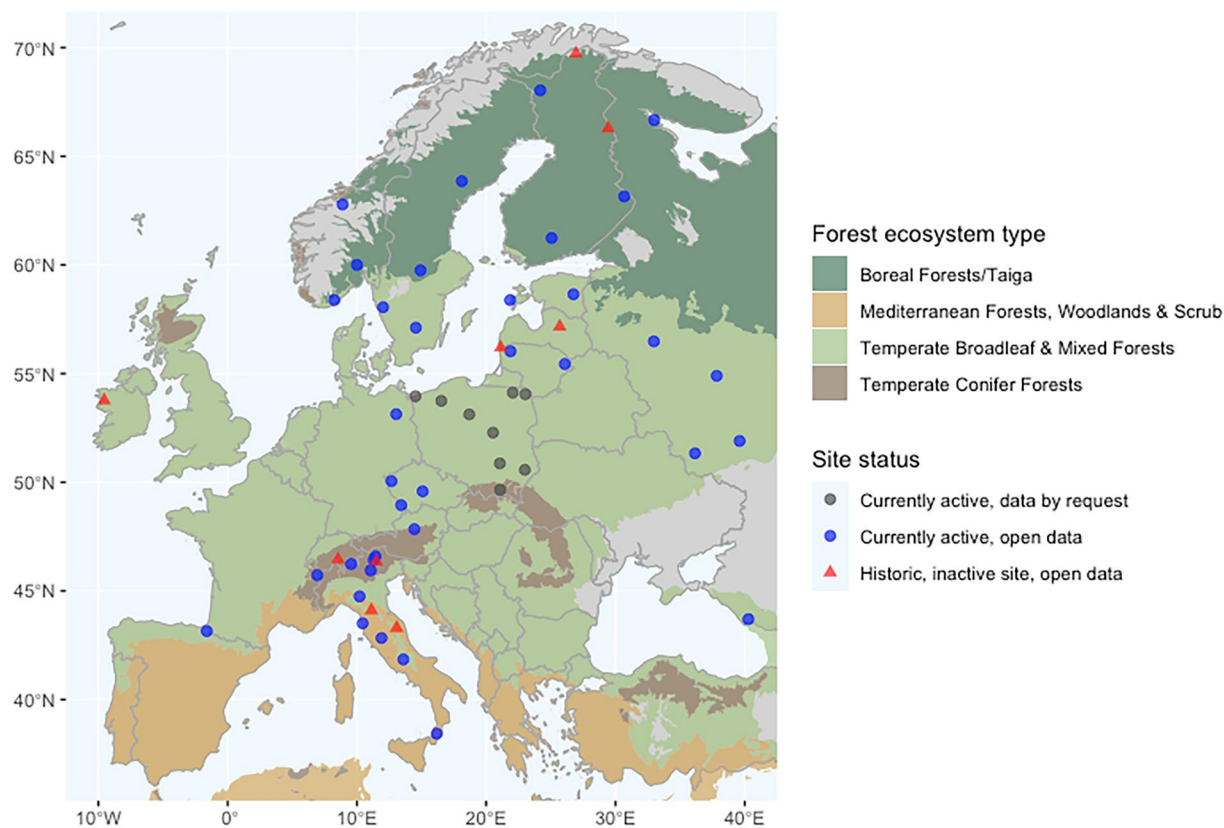 70°N
65°N
60°N
55°N
50°N
45°N
40°N
10°W 0° 10°E 20°E 30°E 40°E
Forest ecosystem type
Boreal Forests/Taiga
Mediterranean Forests, Woodlands & Scrub
Temperate Broadleaf & Mixed Forests
Temperate Conifer Forests
Site status
Currently active, data by request
Currently active, open data
Historic, inactive site, open data